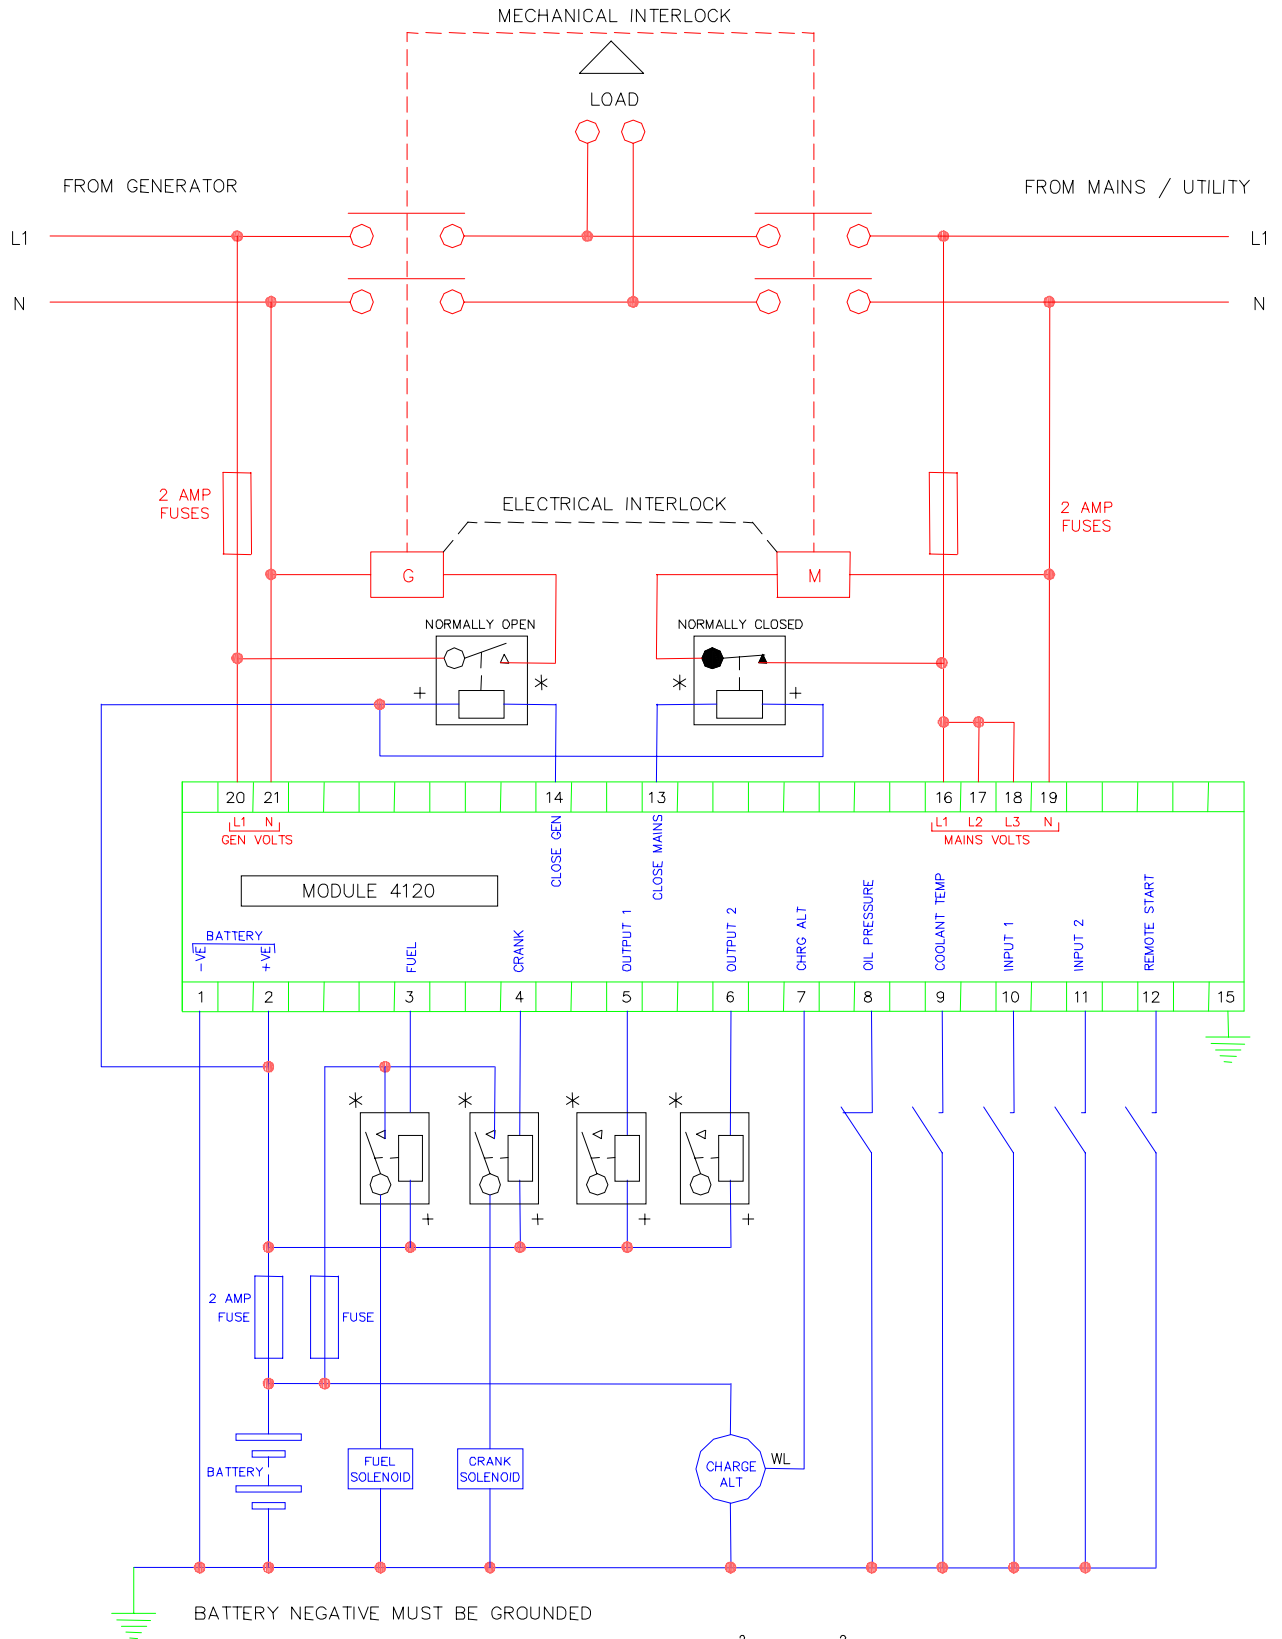 MECHANICAL INTERLOCK
LOAD
FROM GENERATOR
FROM MAINS / UTILITY
L1
L1
N
N
2 AMP
FUSES
ELECTRICAL INTERLOCK
2 AMP
FUSES
G
M
NORMALLY OPEN
NORMALLY CLOSED
+ *
* +
20 21 14 13 16 17 18 19
L1 N
GEN VOLTS
CLOSE GEN
CLOSE MAINS
L1 L2 L3 N
MAINS VOLTS
MODULE 4120
BATTERY
-VE
+VE
FUEL
CRANK
OUTPUT 1
OUTPUT 2
CHRG ALT
OIL PRESSURE
COOLANT TEMP
INPUT 1
INPUT 2
REMOTE START
1 2 3 4 5 6 7 8 9 10 11 12 15
* * * *
+ + + +
2 AMP
FUSE
FUSE
BATTERY
FUEL
SOLENOID
CRANK
SOLENOID
CHARGE
ALT
WL
BATTERY NEGATIVE MUST BE GROUNDED
2 2